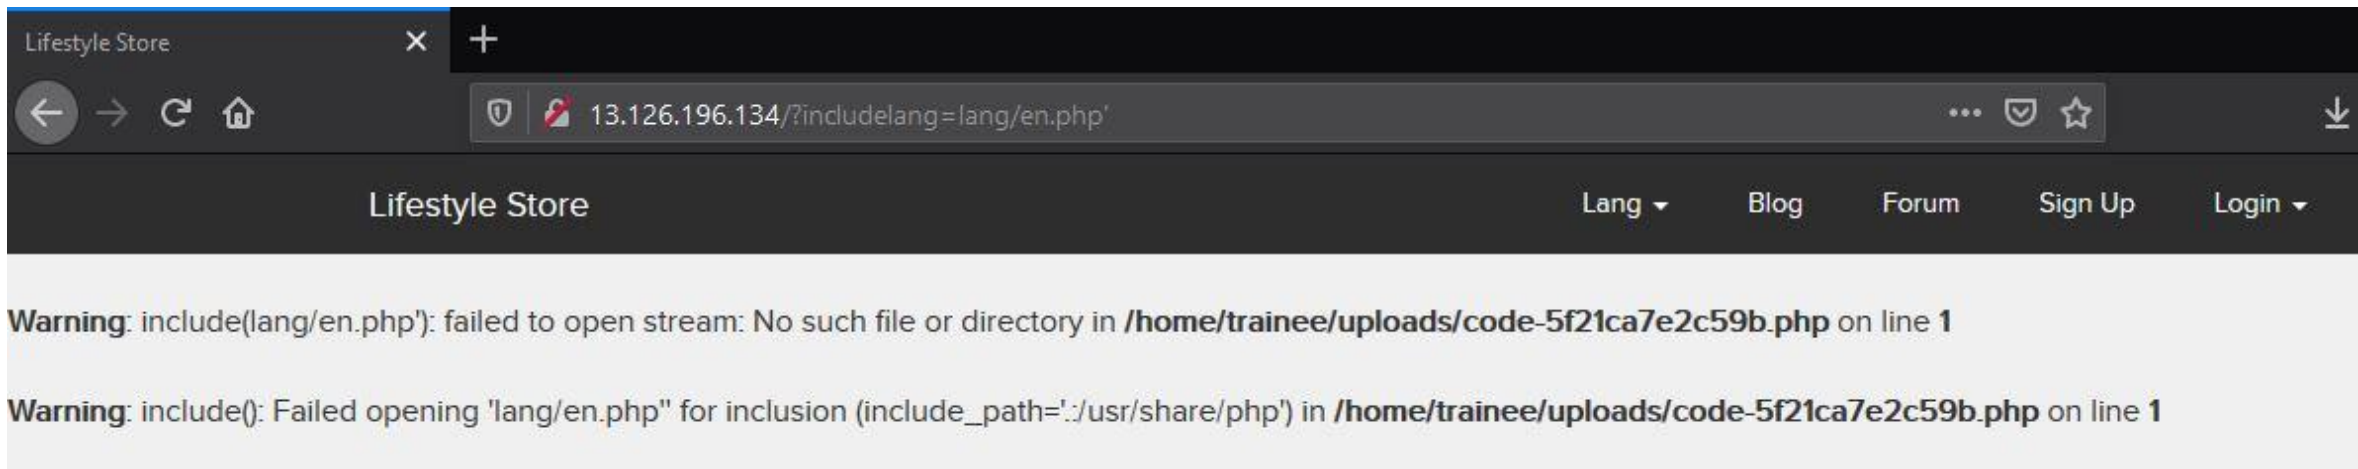 Lifestyle Store
13.126.196.134/?includelang=lang/en.php'
Lifestyle Store Lang Blog Forum Sign Up Login
Warning: include(lang/en.php'): failed to open stream: No such file or directory in /home/trainee/uploads/code-5f21ca7e2c59b.php on line 1
Warning: include(): Failed opening 'lang/en.php'' for inclusion (include_path='.:/usr/share/php') in /home/trainee/uploads/code-5f21ca7e2c59b.php on line 1